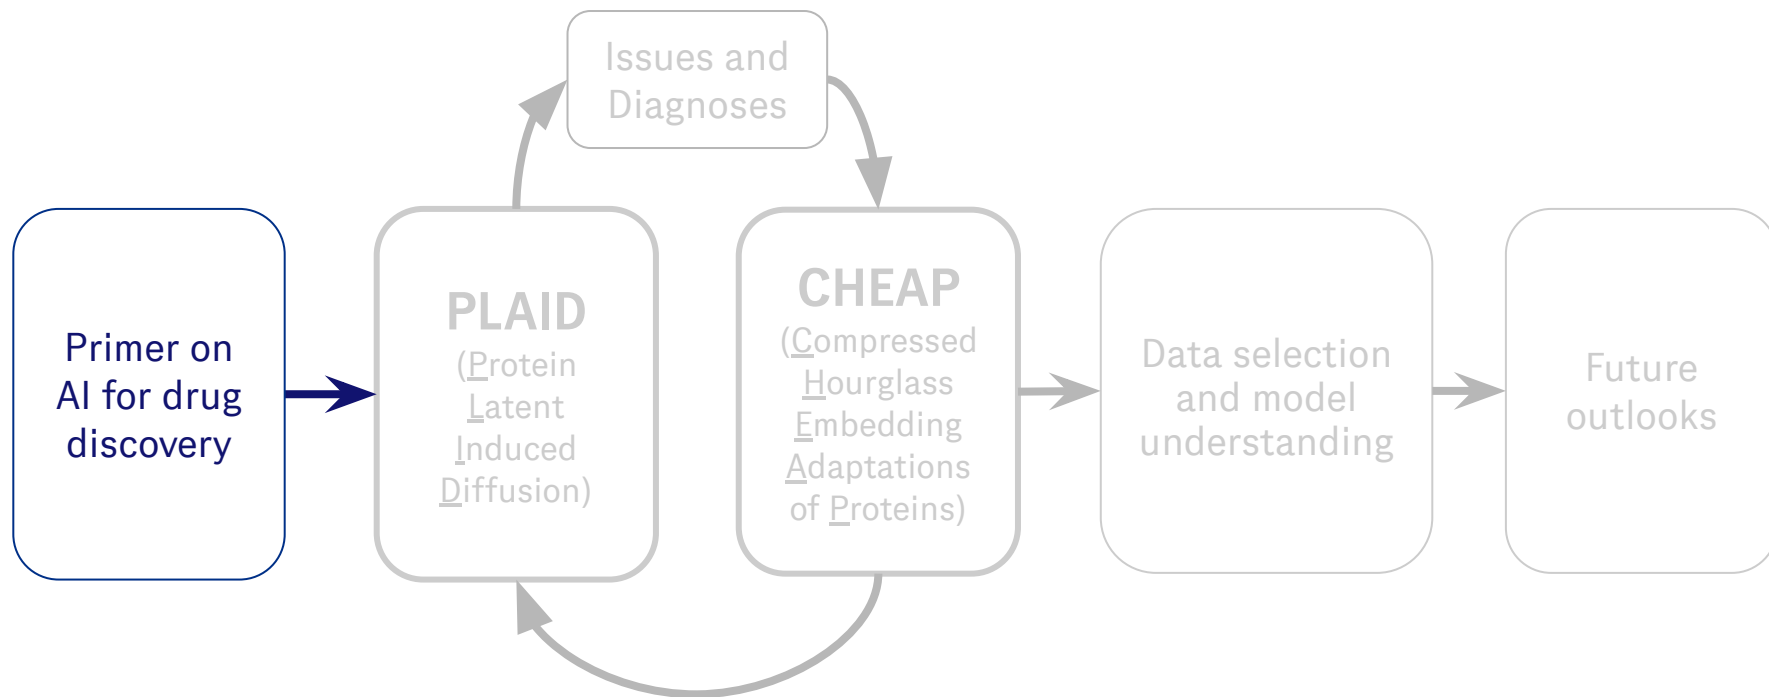 Issues and
Diagnoses
Primer on
AI for drug
discovery
PLAID
(Protein
Latent
Induced
Diffusion)
CHEAP
(Compressed
Hourglass
Embedding
Adaptations
of Proteins)
Data selection
and model
understanding
Future
outlooks